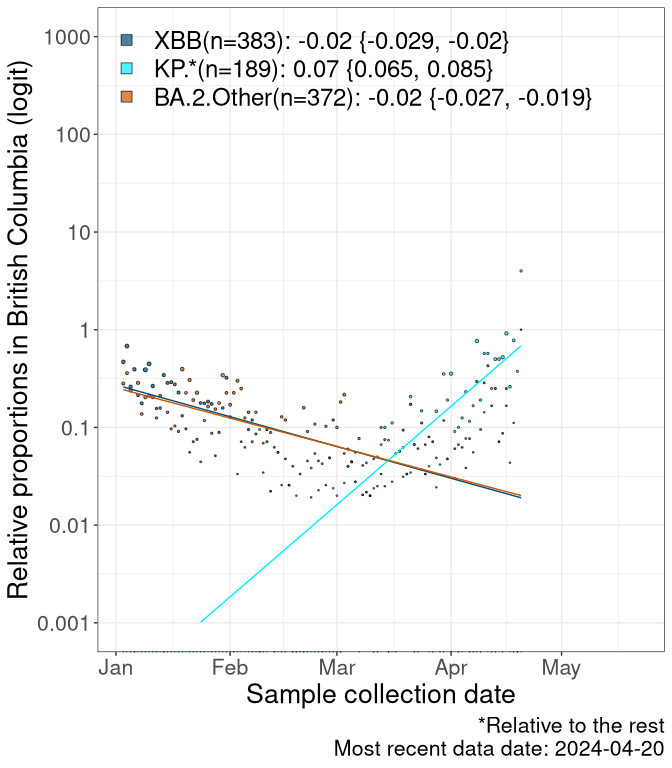 Relative proportions in British Columbia (logit)
1000
100
10
1
0.1
0.01
0.001
XBB(n=383): -0.02 {-0.029, -0.02}
KP.*(n=189): 0.07 {0.065, 0.085}
BA.2.Other(n=372): -0.02 {-0.027, -0.019}
Jan Feb Mar Apr May
Sample collection date
*Relative to the rest
Most recent data date: 2024-04-20